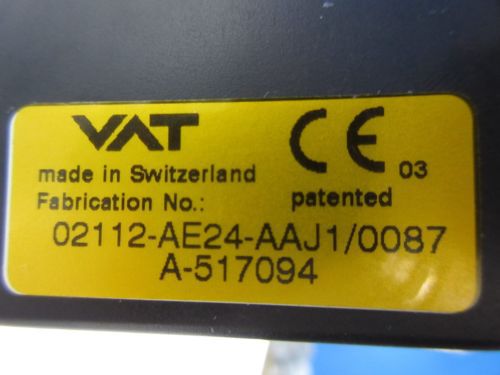 VAT CE 03
made in Switzerland
Fabrication No.: patented
02112-AE24-AAJ1/0087
A-517094